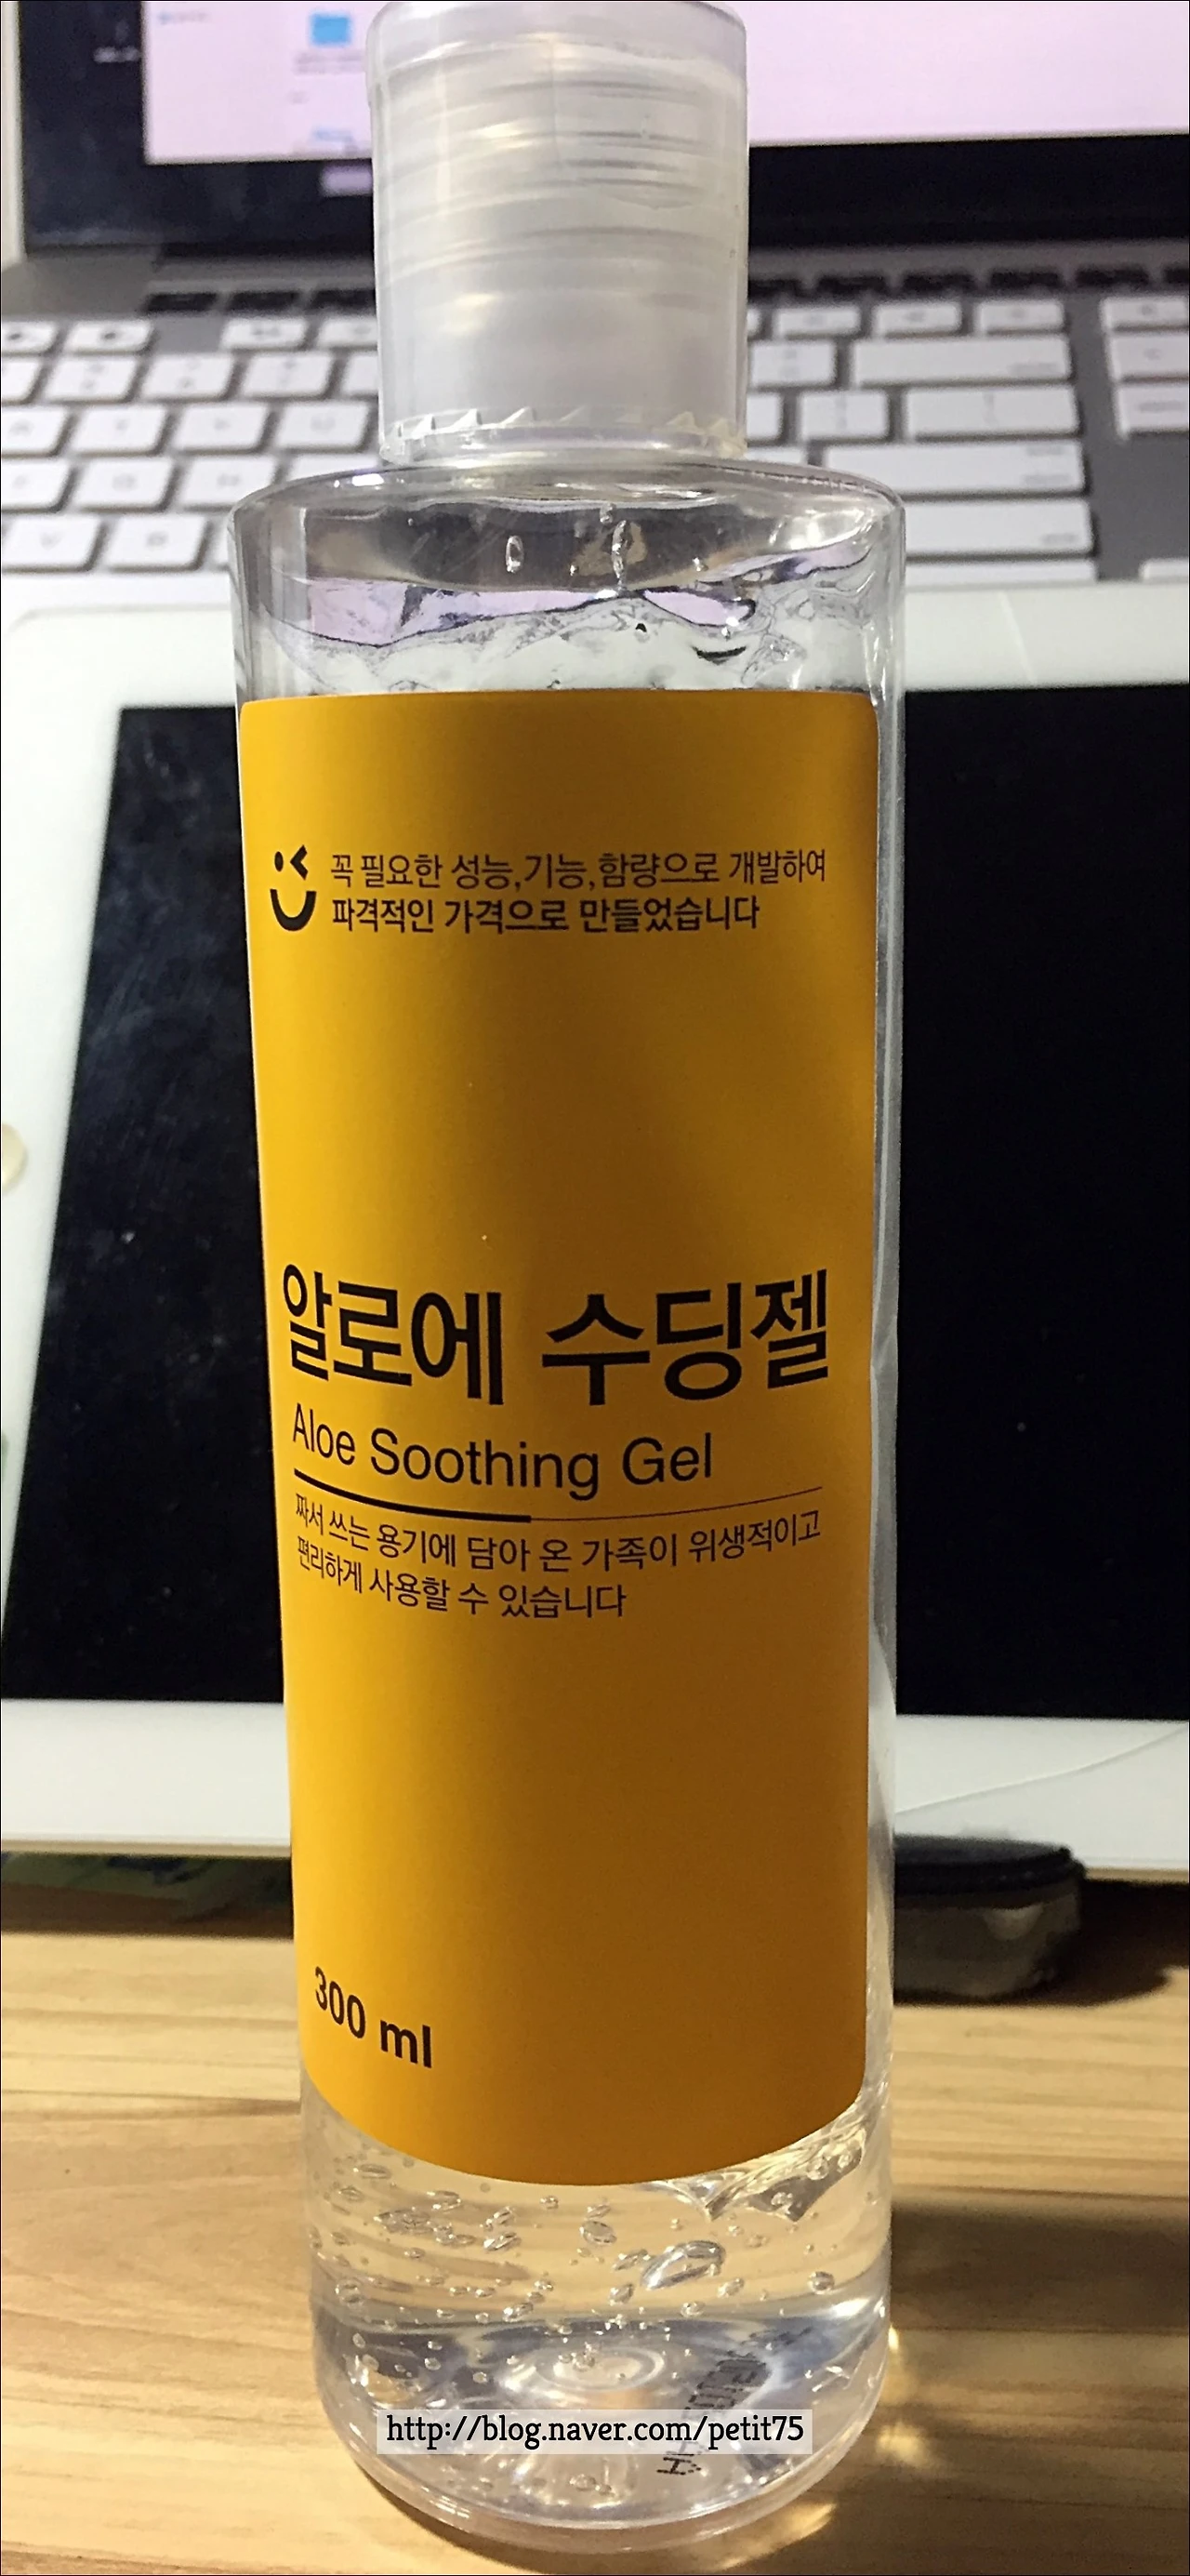 꼭 필요한 성능,기능,함량으로 개발하여
파격적인 가격으로 만들었습니다
알로에 수딩젤
Aloe Soothing Gel
짜서 쓰는 용기에 담아 온 가족이 위생적이고
편리하게 사용할 수 있습니다
300 ml
http://blog.naver.com/petit75